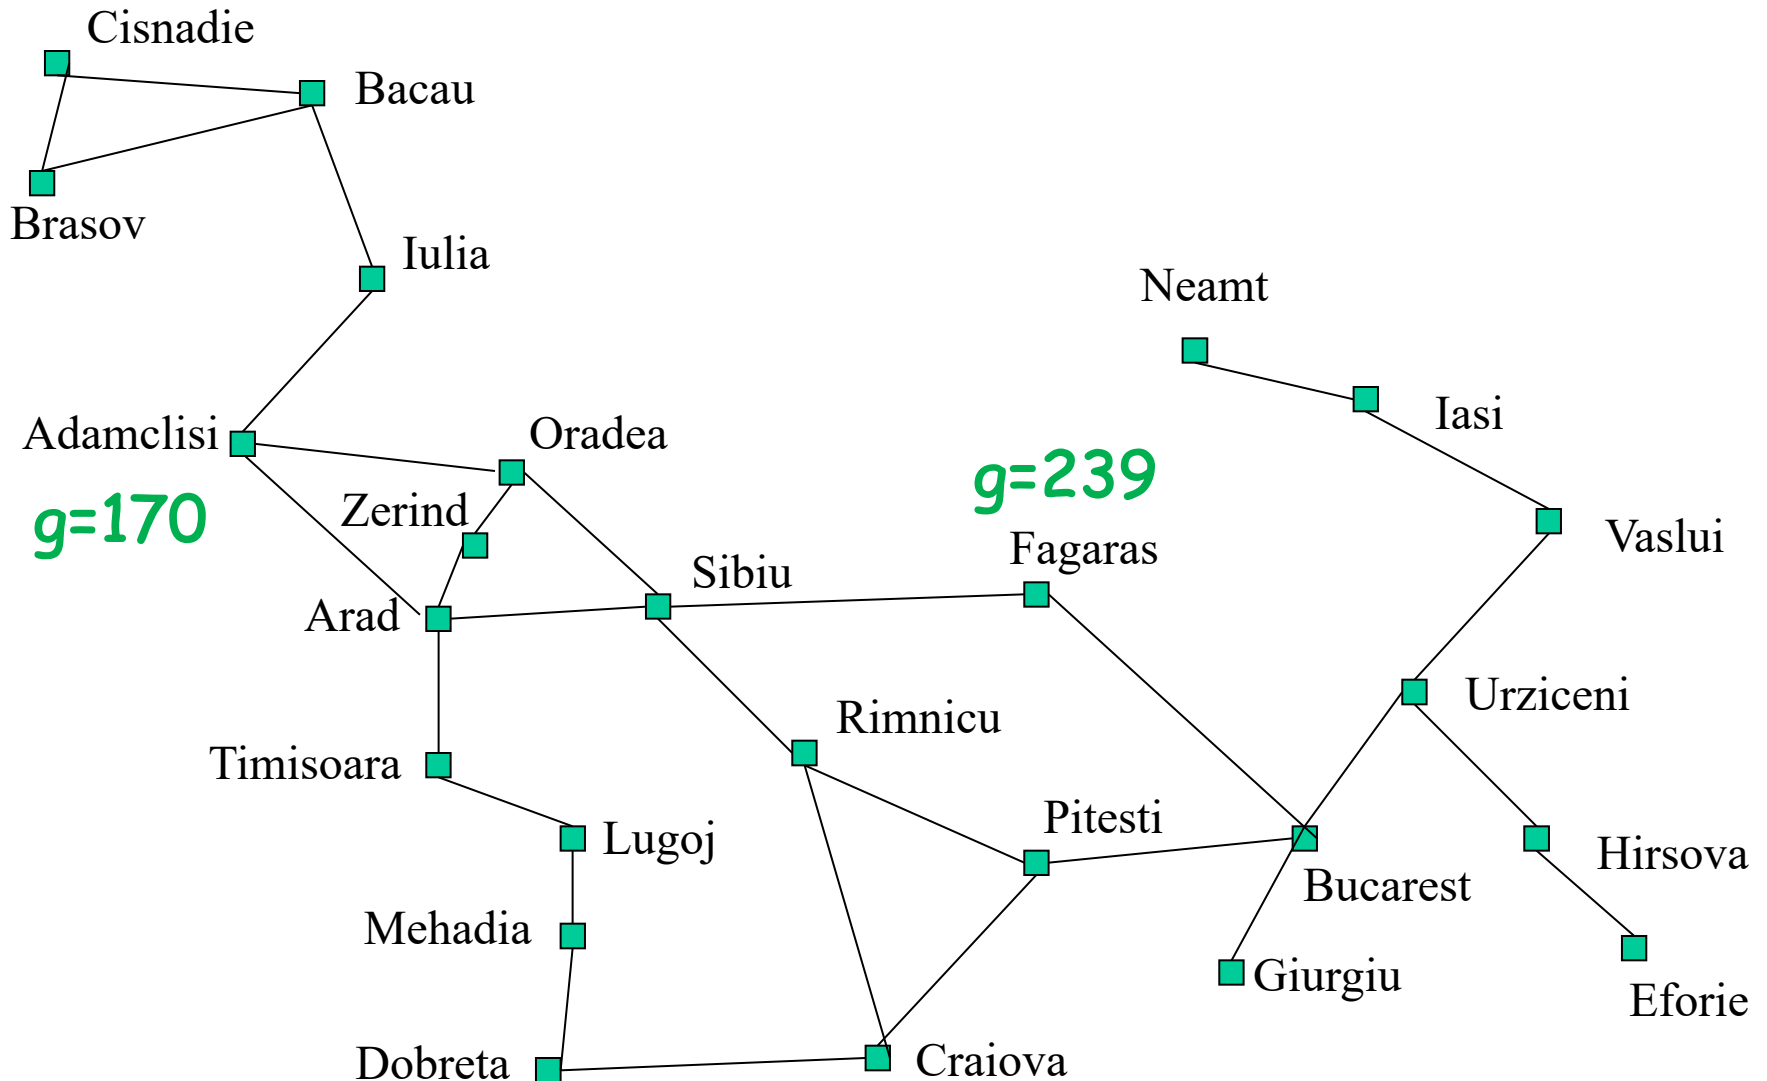 Cisnadie
Bacau
Brasov
Iulia
Neamt
Iasi
Adamclisi
Oradea
g=239
g=170
Zerind
Fagaras
Vaslui
Sibiu
Arad
Urziceni
Rimnicu
Timisoara
Pitesti
Lugoj
Hirsova
Bucarest
Mehadia
Giurgiu
Eforie
Dobreta
Craiova